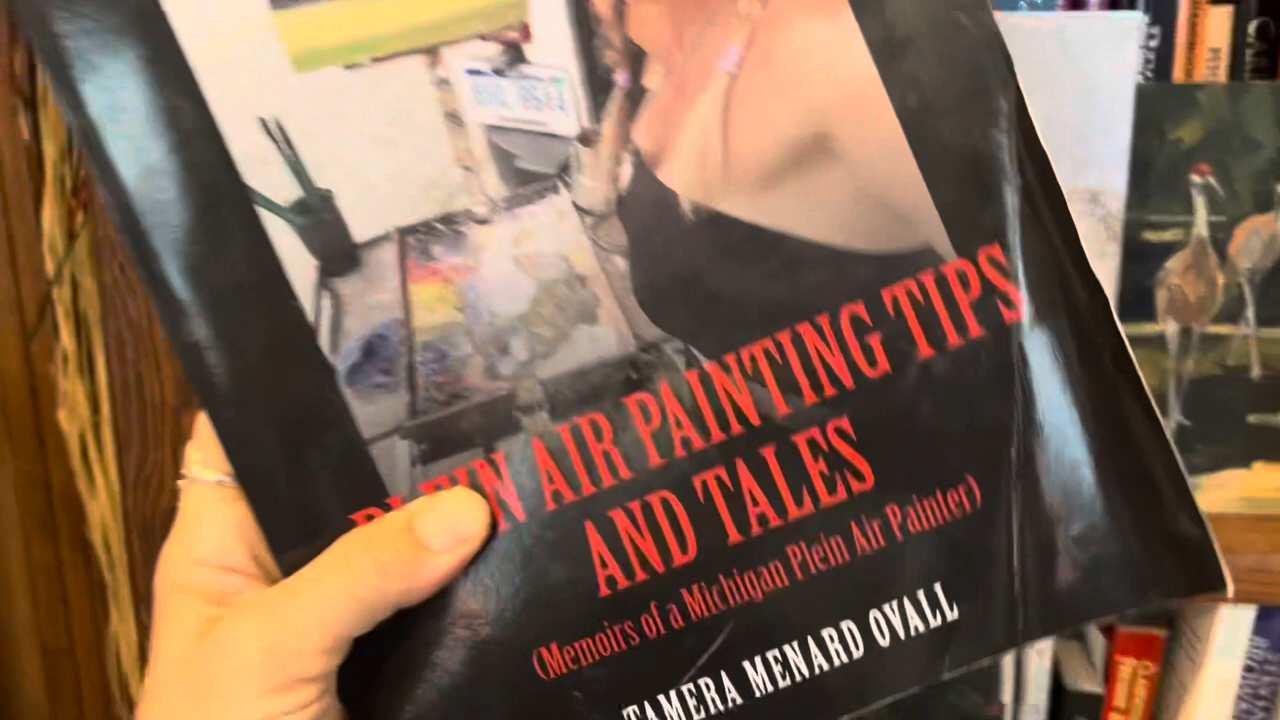 PLEIN AIR PAINTING TIPS
AND TALES
(Memoirs of a Michigan Plein Air Painter)
TAMERA MENARD OVALL